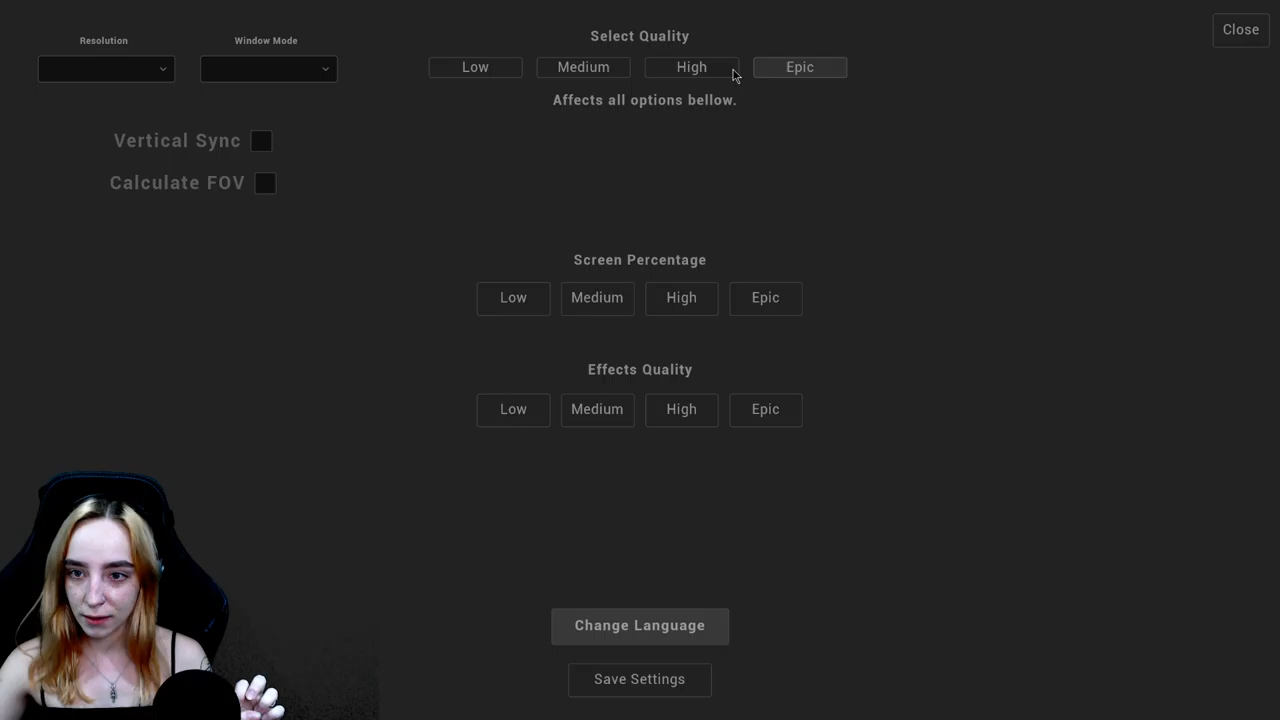 Resolution
Window Mode
Select Quality
Close
Low
Medium
High
Epic
Affects all options bellow.
Vertical Sync
Calculate FOV
Screen Percentage
Low
Medium
High
Epic
Effects Quality
Low
Medium
High
Epic
Change Language
Save Settings